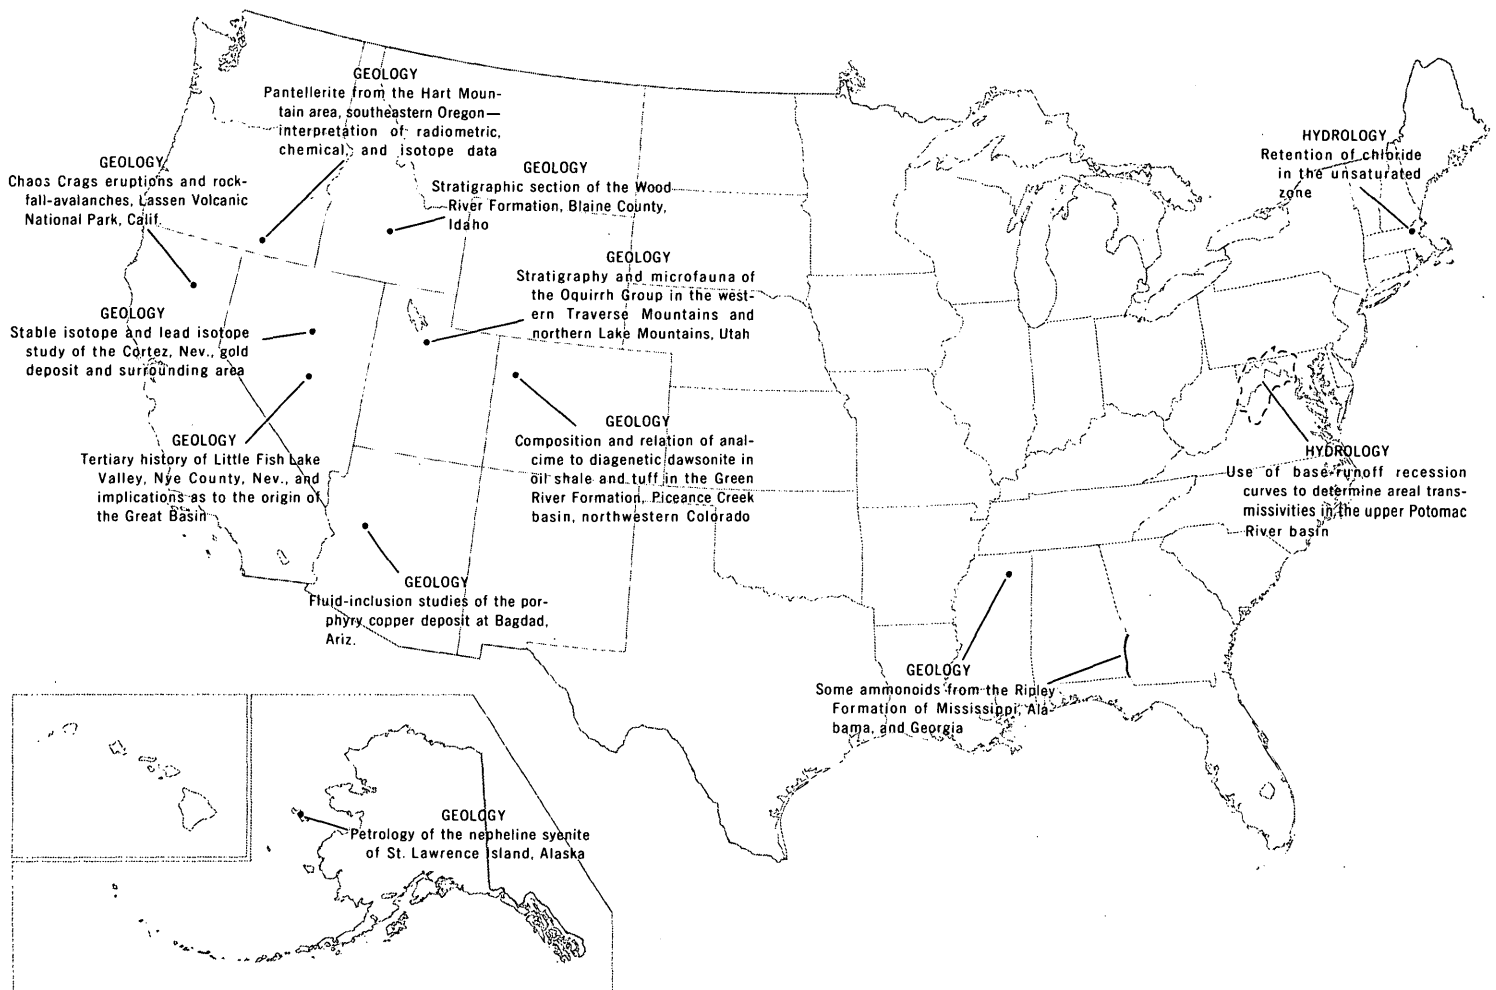 GEOLOGY
Pantellerite from the Hart Moun-
tain area, southeastern Oregon—
interpretation of radiometric,
chemical, and isotope data
GEOLOGY
Chaos Crags eruptions and rock-
fall-avalanches, Lassen Volcanic
National Park, Calif.
GEOLOGY
Stratigraphic section of the Wood
River Formation, Blaine County,
Idaho
HYDROLOGY
Retention of chloride
in the unsaturated
zone
GEOLOGY
Stratigraphy and microfauna of
the Oquirrh Group in the west-
ern Traverse Mountains and
northern Lake Mountains, Utah
GEOLOGY
Stable isotope and lead isotope
study of the Cortez, Nev., gold
deposit and surrounding area
GEOLOGY
Tertiary history of Little Fish Lake
Valley, Nye County, Nev., and
implications as to the origin of
the Great Basin
GEOLOGY
Composition and relation of anal-
cime to diagenetic dawsonite in
oil shale and tuff in the Green
River Formation, Piceance Creek
basin, northwestern Colorado
HYDROLOGY
Use of base-runoff recession
curves to determine areal trans-
missivities in the upper Potomac
River basin
GEOLOGY
Fluid-inclusion studies of the por-
phyry copper deposit at Bagdad,
Ariz.
GEOLOGY
Some ammonoids from the Ripley
Formation of Mississippi, Ala-
bama, and Georgia
GEOLOGY
Petrology of the nepheline syenite
of St. Lawrence Island, Alaska